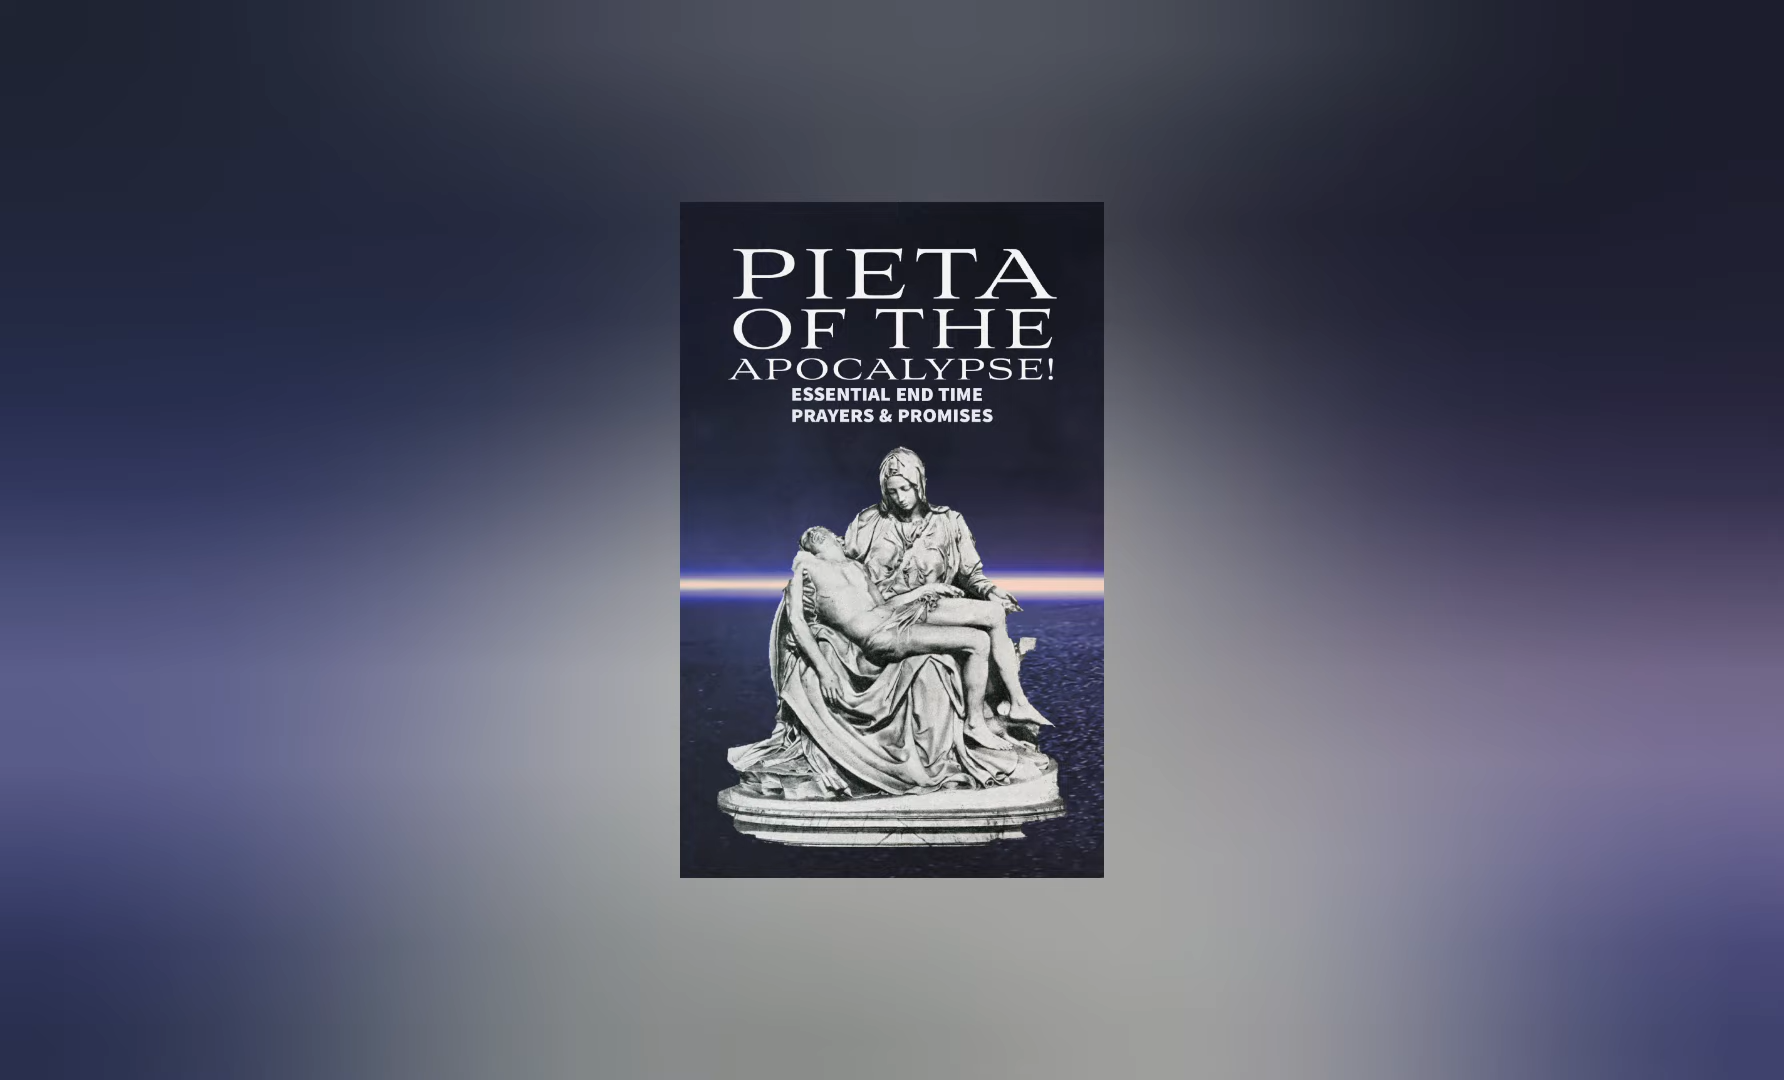 PIETA
OF THE
APOCALYPSE!
ESSENTIAL END TIME
PRAYERS & PROMISES